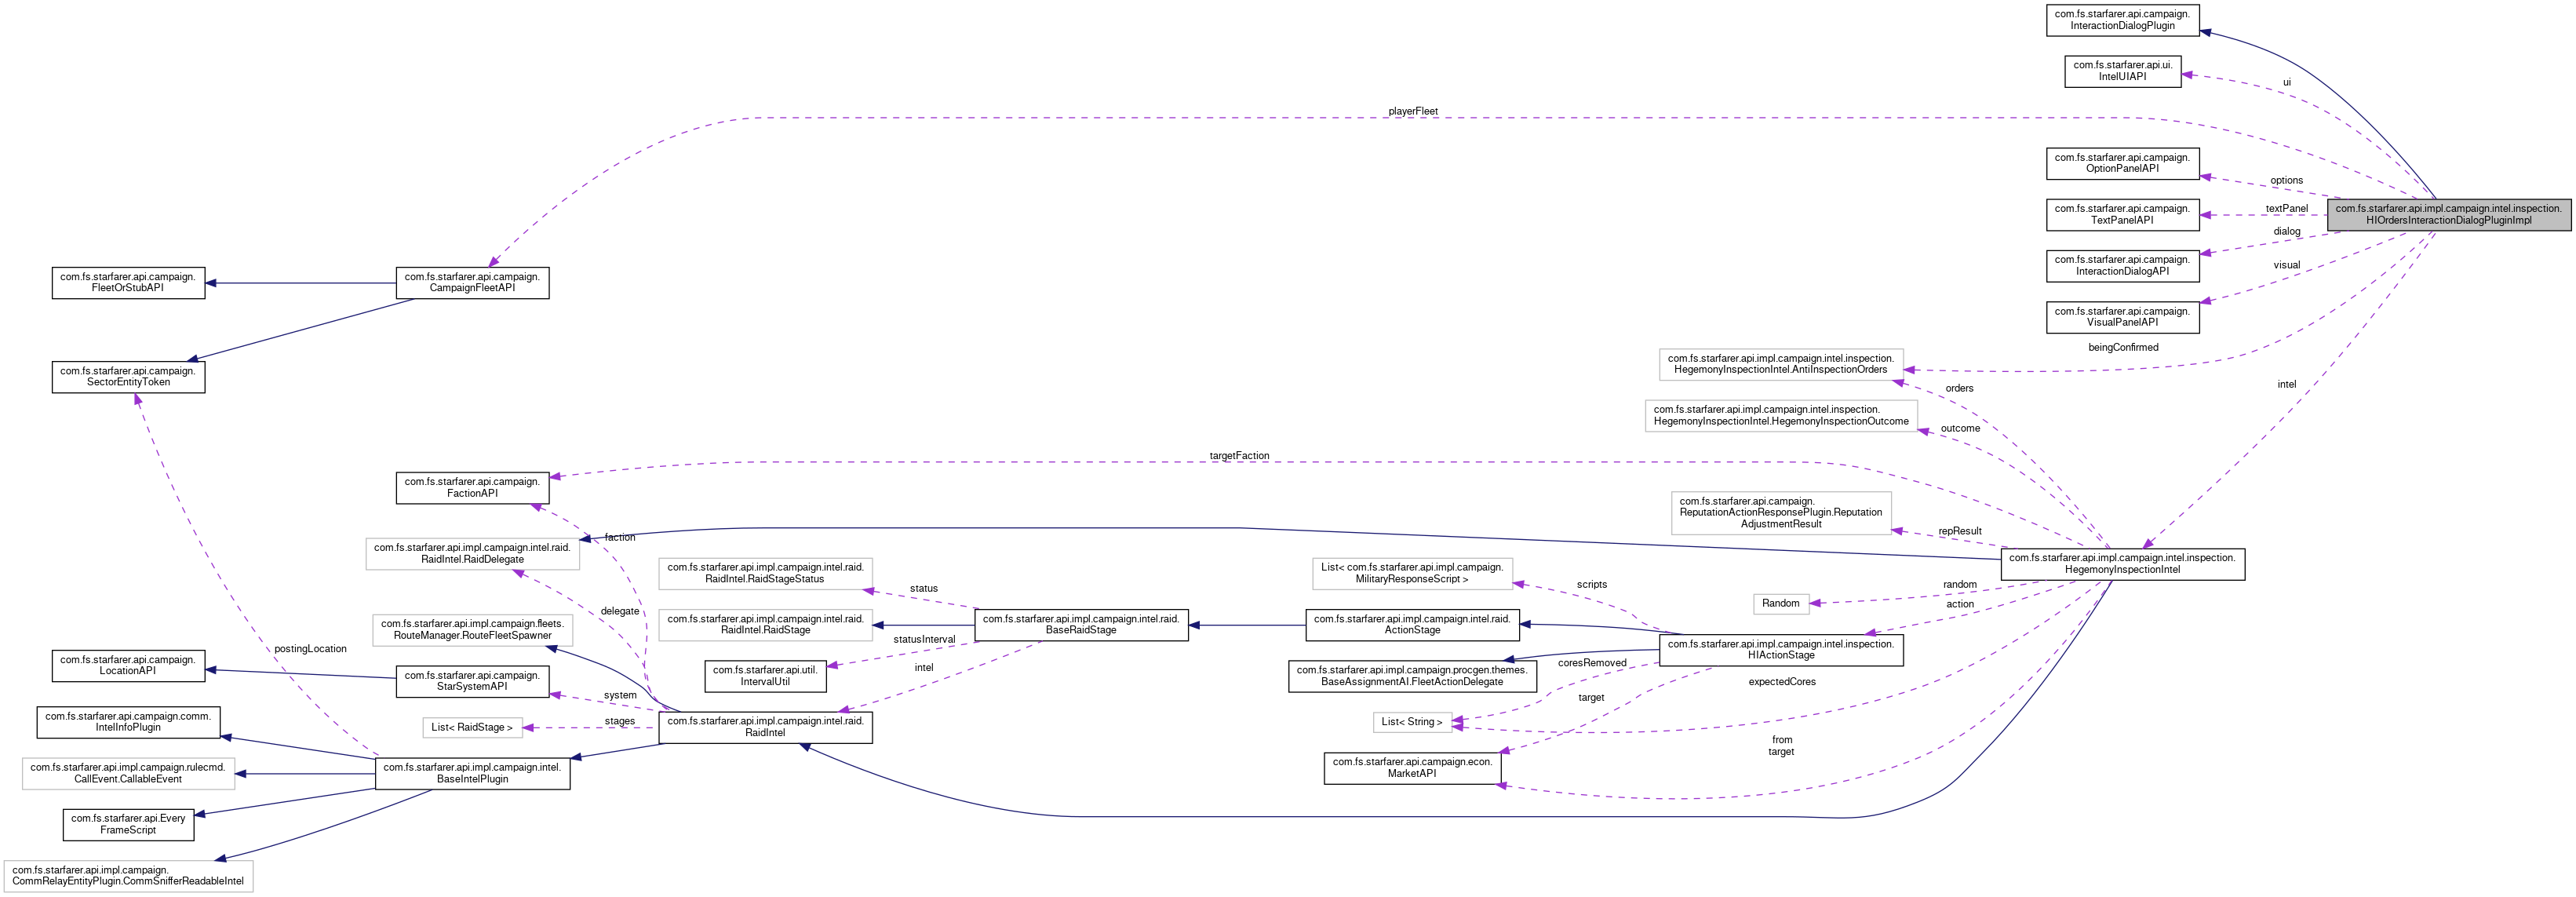 com.fs.starfarer.api.campaign.
InteractionDialogPlugin
com.fs.starfarer.api.ui.
IntelUIAPI
ui
playerFleet
com.fs.starfarer.api.campaign.
OptionPanelAPI
options
com.fs.starfarer.api.campaign.
TextPanelAPI
textPanel
com.fs.starfarer.api.impl.campaign.intel.inspection.
HIOrdersInteractionDialogPluginImpl
dialog
com.fs.starfarer.api.campaign.
InteractionDialogAPI
visual
com.fs.starfarer.api.campaign.
VisualPanelAPI
com.fs.starfarer.api.campaign.
FleetOrStubAPI
com.fs.starfarer.api.campaign.
CampaignFleetAPI
com.fs.starfarer.api.campaign.
SectorEntityToken
beingConfirmed
com.fs.starfarer.api.impl.campaign.intel.inspection.
HegemonyInspectionIntel.AntiInspectionOrders
orders
intel
com.fs.starfarer.api.impl.campaign.intel.inspection.
HegemonyInspectionIntel.HegemonyInspectionOutcome
outcome
targetFaction
com.fs.starfarer.api.campaign.
FactionAPI
com.fs.starfarer.api.campaign.
ReputationActionResponsePlugin.Reputation
AdjustmentResult
repResult
faction
com.fs.starfarer.api.impl.campaign.intel.raid.
RaidIntel.RaidDelegate
com.fs.starfarer.api.impl.campaign.intel.inspection.
HegemonyInspectionIntel
com.fs.starfarer.api.impl.campaign.intel.raid.
RaidIntel.RaidStageStatus
status
List< com.fs.starfarer.api.impl.campaign.
MilitaryResponseScript >
scripts
random
Random
action
delegate
com.fs.starfarer.api.impl.campaign.fleets.
RouteManager.RouteFleetSpawner
com.fs.starfarer.api.impl.campaign.intel.raid.
RaidIntel.RaidStage
com.fs.starfarer.api.impl.campaign.intel.raid.
BaseRaidStage
com.fs.starfarer.api.impl.campaign.intel.raid.
ActionStage
com.fs.starfarer.api.impl.campaign.intel.inspection.
HIActionStage
statusInterval
postingLocation
com.fs.starfarer.api.campaign.
LocationAPI
com.fs.starfarer.api.campaign.
StarSystemAPI
com.fs.starfarer.api.util.
IntervalUtil
intel
com.fs.starfarer.api.impl.campaign.procgen.themes.
BaseAssignmentAI.FleetActionDelegate
coresRemoved
expectedCores
system
target
com.fs.starfarer.api.campaign.comm.
IntelInfoPlugin
List< RaidStage >
stages
com.fs.starfarer.api.impl.campaign.intel.raid.
RaidIntel
List< String >
from
target
com.fs.starfarer.api.impl.campaign.rulecmd.
CallEvent.CallableEvent
com.fs.starfarer.api.impl.campaign.intel.
BaseIntelPlugin
com.fs.starfarer.api.campaign.econ.
MarketAPI
com.fs.starfarer.api.Every
FrameScript
com.fs.starfarer.api.impl.campaign.
CommRelayEntityPlugin.CommSnifferReadableIntel